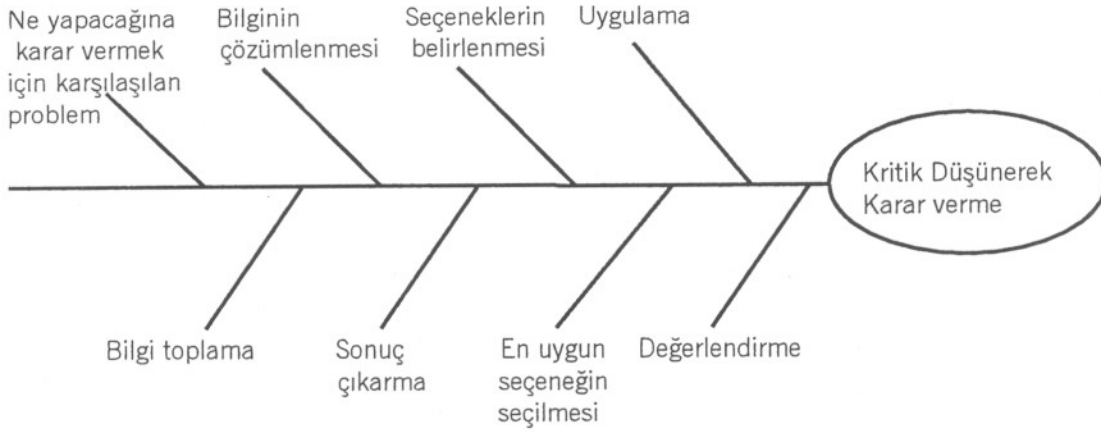 Ne yapacağına
karar vermek
için karşılaşılan
problem
Bilginin
çözümlenmesi
Seçeneklerin
belirlenmesi
Uygulama
Kritik Düşünerek
Karar verme
Bilgi toplama
Sonuç
çıkarma
En uygun
seçeneğin
seçilmesi
Değerlendirme